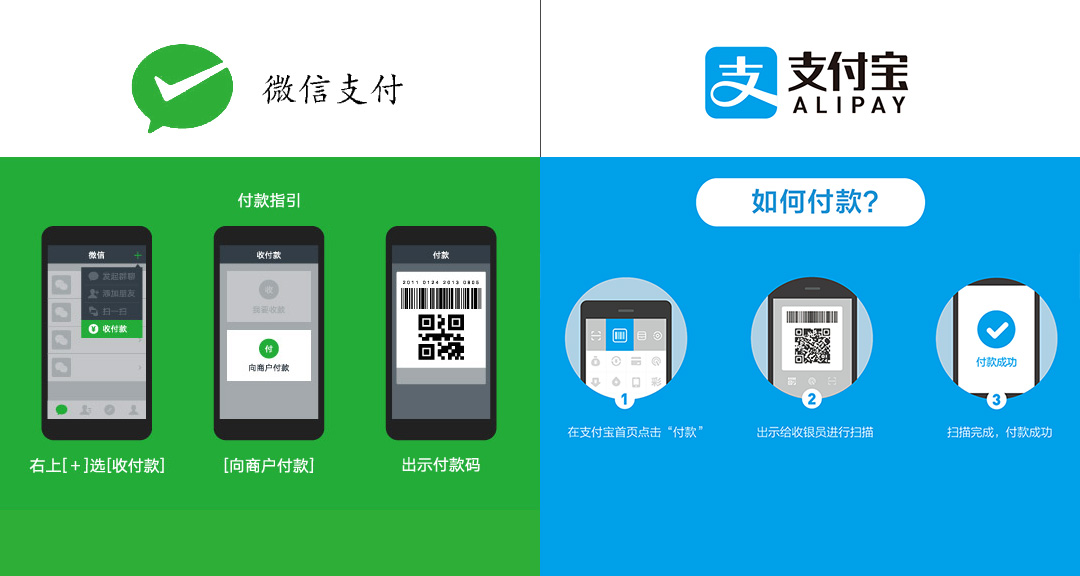 微信支付
付款指引
微信
发起群聊
添加朋友
扫一扫
收付款
右上[+]选[收付款]
收付款
收
我要收款
付
向商户付款
[向商户付款]
付款
2011 0124 2013 0805
出示付款码
支
支付宝
ALIPAY
如何付款?
1
在支付宝首页点击“付款”
2
出示给收银员进行扫描
付款成功
3
扫描完成，付款成功